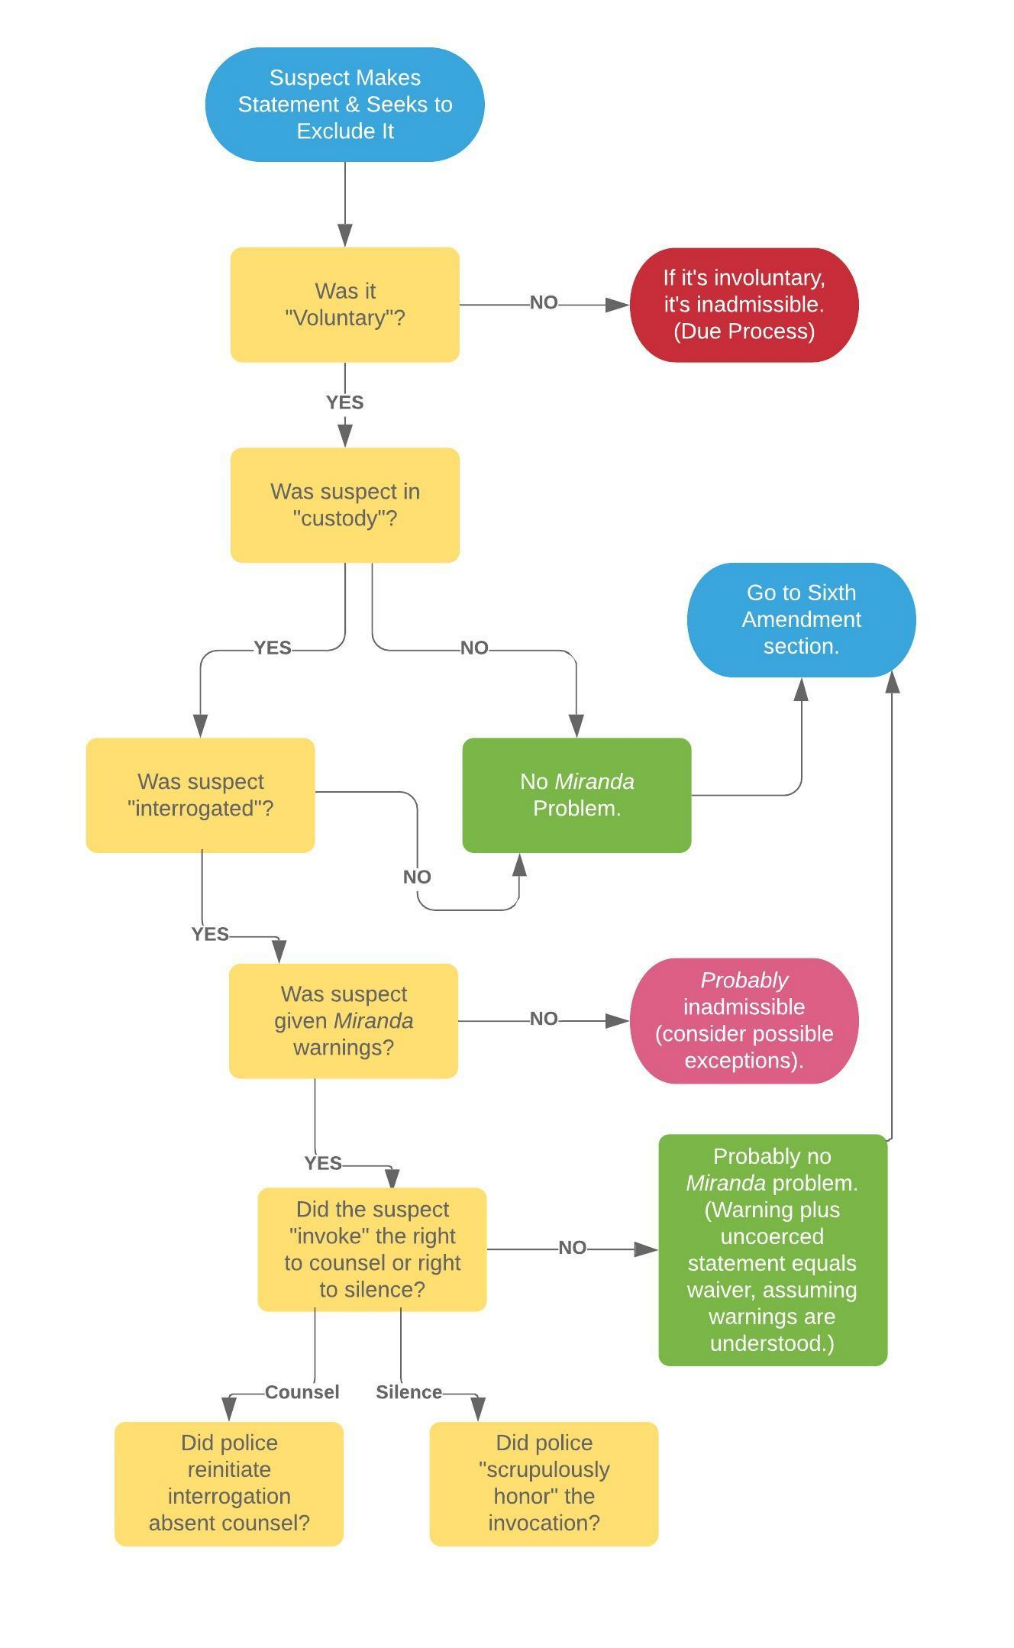 Suspect Makes
Statement & Seeks to
Exclude It
Was it
"Voluntary"?
NO
If it's involuntary,
it's inadmissible.
(Due Process)
YES
Was suspect in
"custody"?
Go to Sixth
Amendment
section.
YES
NO
Was suspect
"interrogated"?
No Miranda
Problem.
NO
YES
Was suspect
given Miranda
warnings?
NO
Probably
inadmissible
(consider possible
exceptions).
YES
Did the suspect
"invoke" the right
to counsel or right
to silence?
NO
Probably no
Miranda problem.
(Warning plus
uncoerced
statement equals
waiver, assuming
warnings are
understood.)
Counsel
Silence
Did police
reinitiate
interrogation
absent counsel?
Did police
"scrupulously
honor" the
invocation?